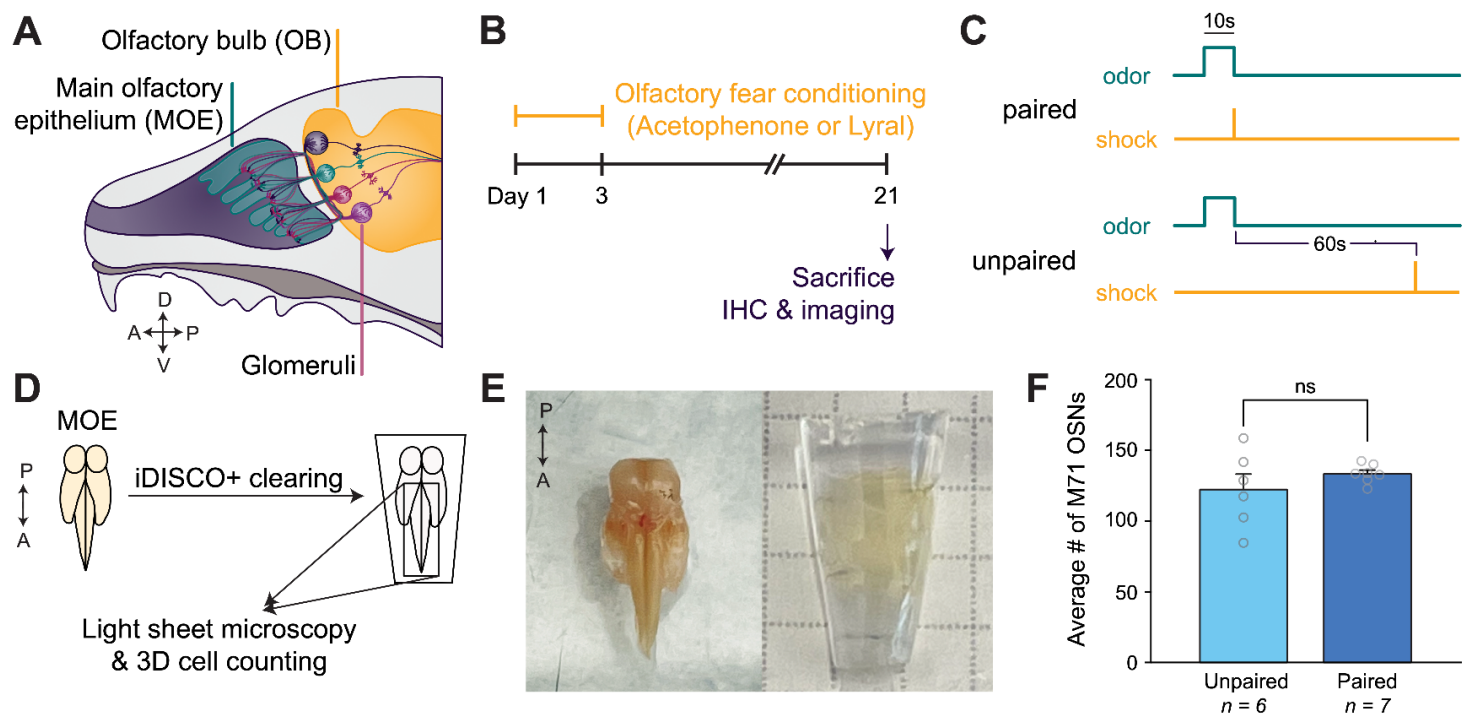 A
Olfactory bulb (OB)
Main olfactory
epithelium (MOE)
D
A
P
V
Glomeruli
B
Olfactory fear conditioning
(Acetophenone or Lyral)
Day 1
3
21
Sacrifice
IHC & imaging
C
10s
odor
paired
shock
odor
60s
unpaired
shock
D
MOE
P
A
iDISCO+ clearing
Light sheet microscopy
& 3D cell counting
E
P
A
F
Average # of M71 OSNs
200
150
100
50
0
ns
Unpaired
n = 6
Paired
n = 7